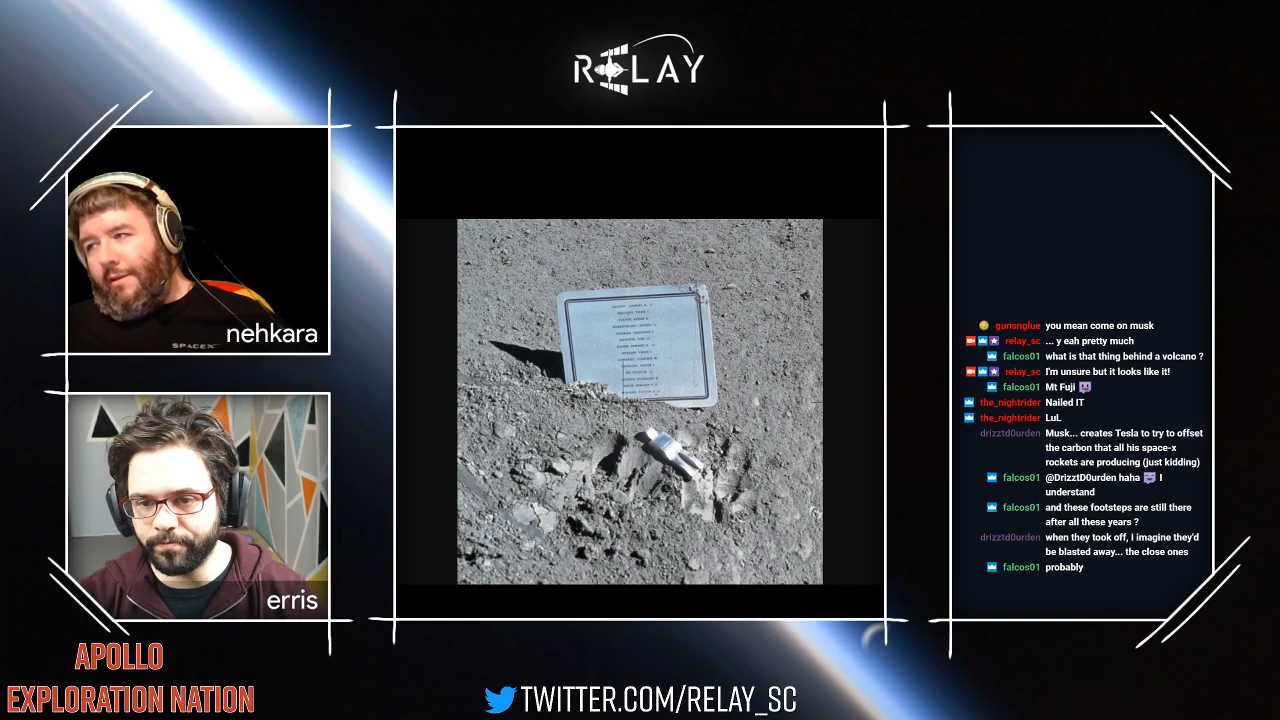 RELAY
nehkara
SPACEX
erris
gunsnglue you mean come on musk
relay_sc ... y eah pretty much
falcos01 what is that thing behind a volcano ?
relay_sc I'm unsure but it looks like it!
falcos01 Mt Fuji
the_nightrider Nailed IT
the_nightrider LuL
drizztd0urden Musk... creates Tesla to try to offset
the carbon that all his space-x
rockets are producing (just kidding)
falcos01 @DrizztD0urden haha I
understand
falcos01 and these footsteps are still there
after all these years ?
drizztd0urden when they took off, I imagine they'd
be blasted away... the close ones
falcos01 probably
APOLLO
EXPLORATION NATION
TWITTER.COM/RELAY_SC